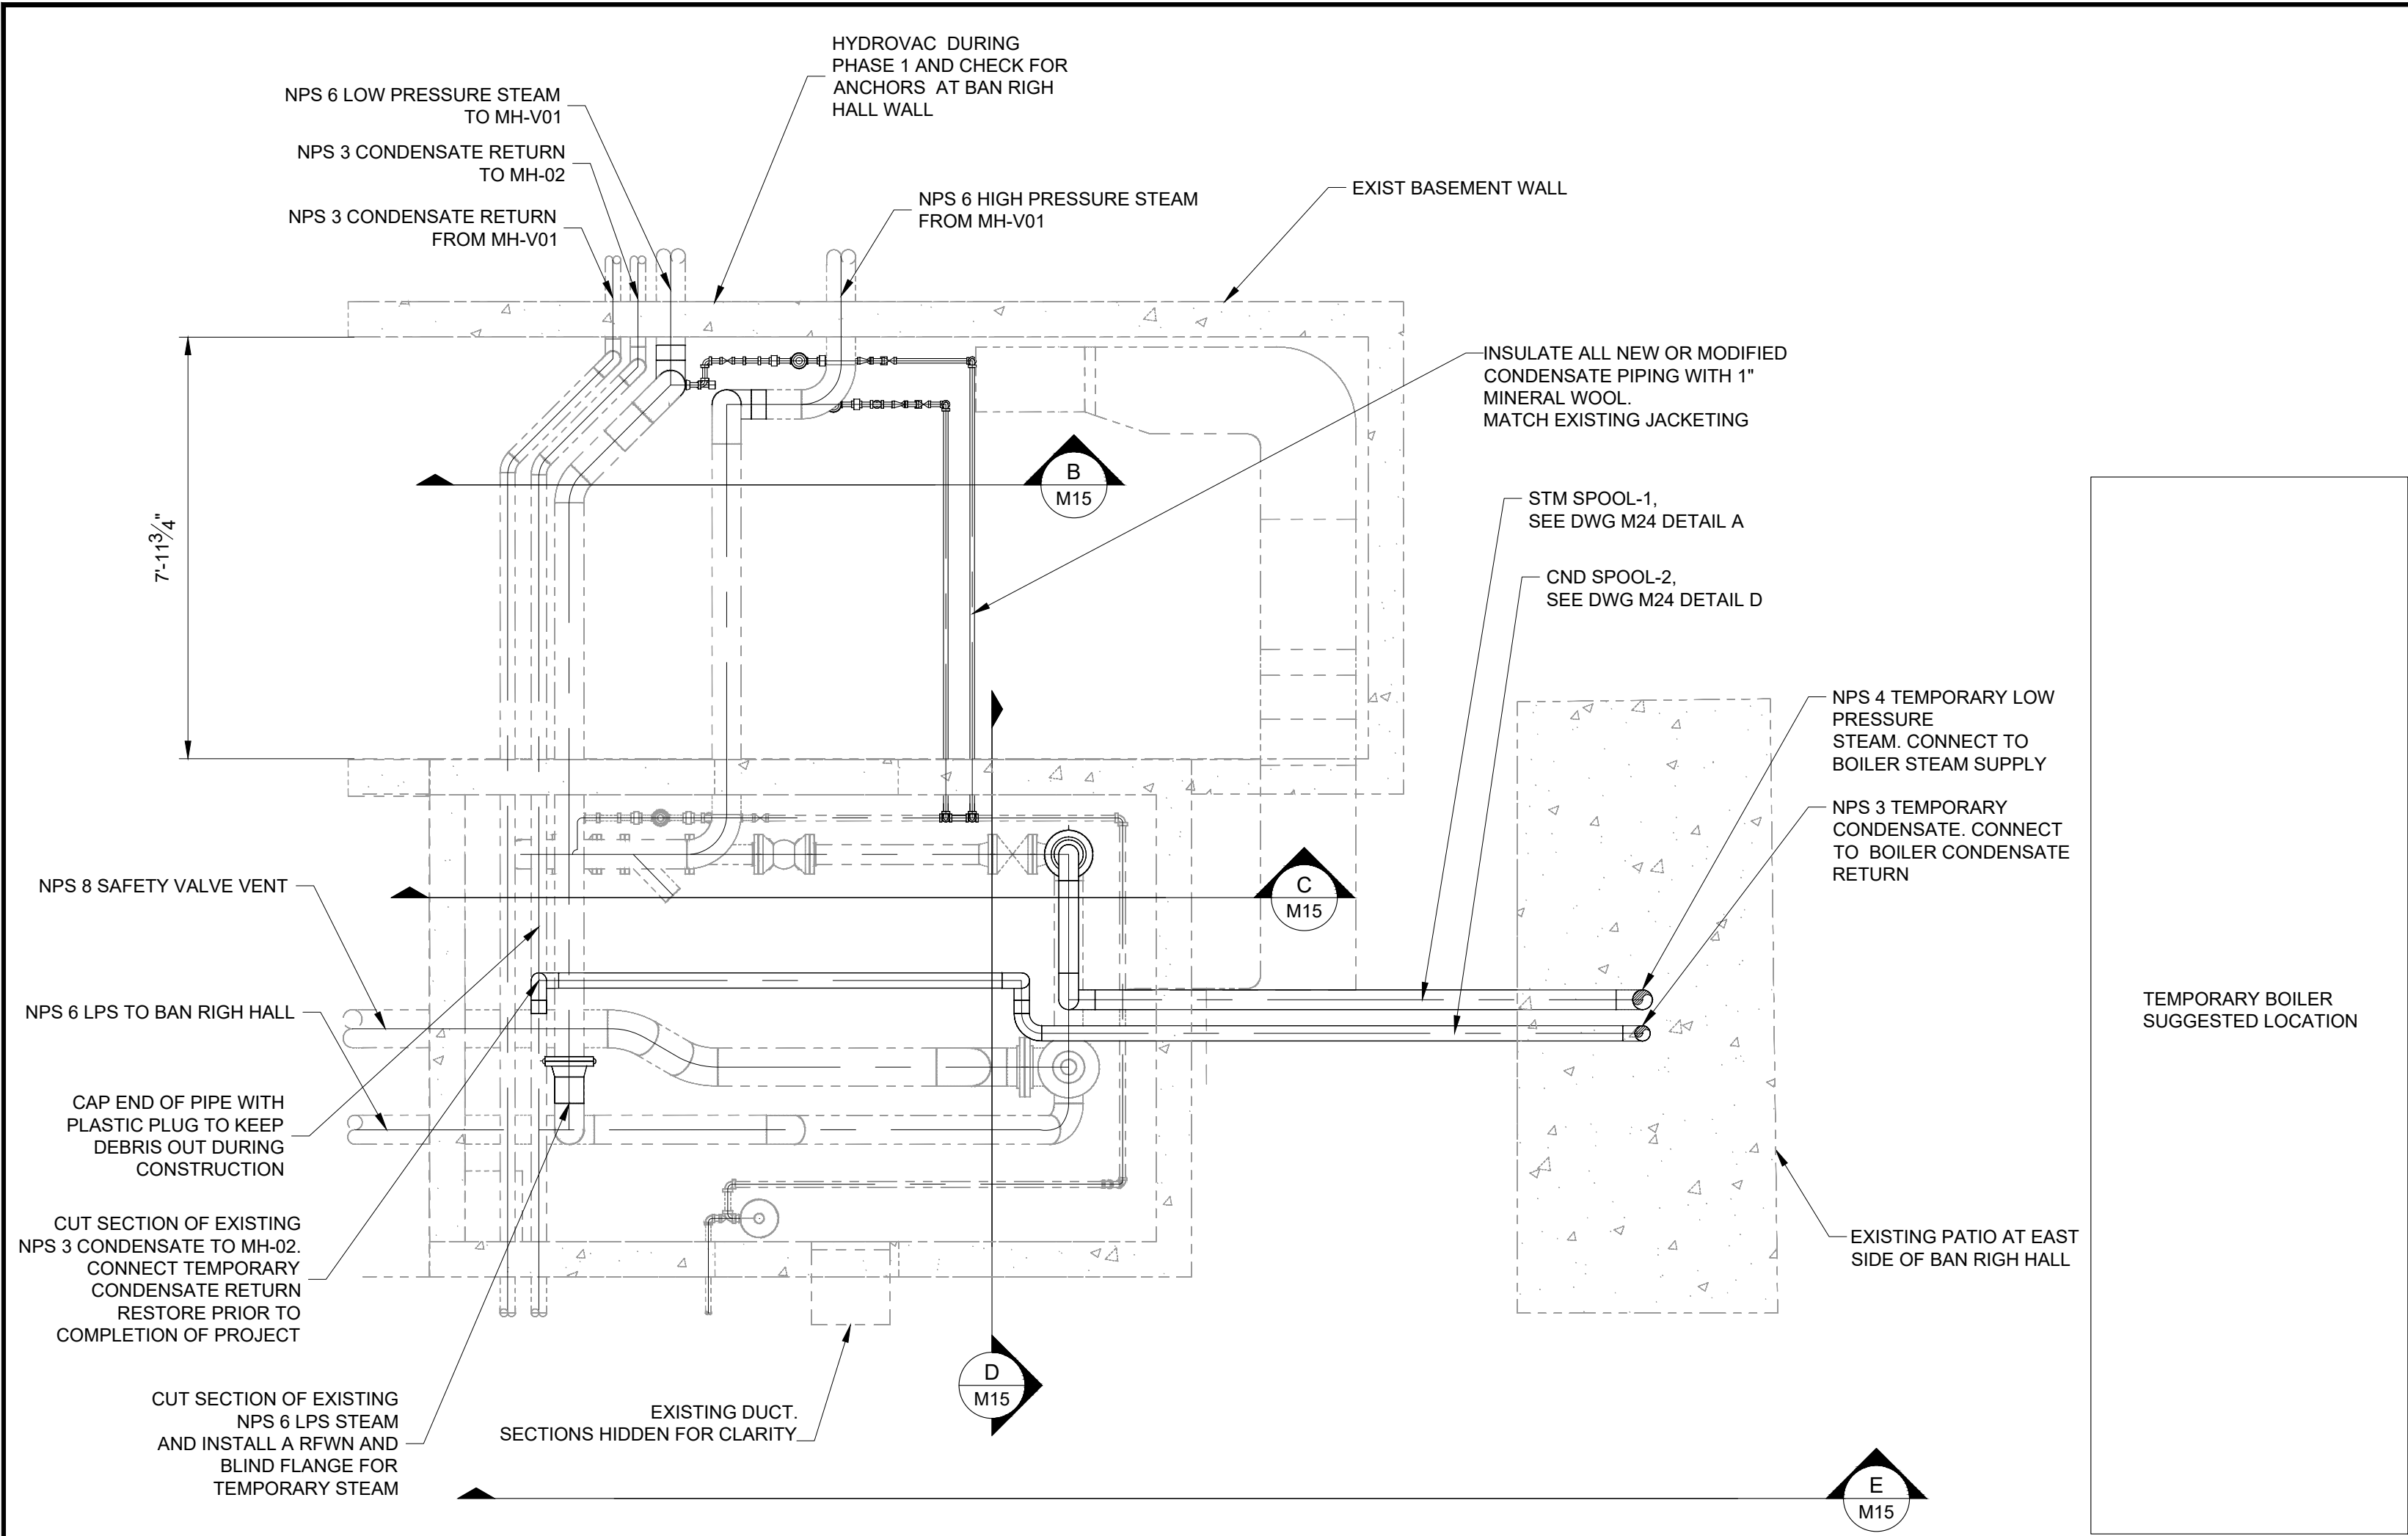 HYDROVAC DURING
PHASE 1 AND CHECK FOR
ANCHORS AT BAN RIGH
HALL WALL
NPS 6 LOW PRESSURE STEAM
TO MH-V01
NPS 3 CONDENSATE RETURN
TO MH-02
NPS 3 CONDENSATE RETURN
FROM MH-V01
NPS 6 HIGH PRESSURE STEAM
FROM MH-V01
EXIST BASEMENT WALL
INSULATE ALL NEW OR MODIFIED
CONDENSATE PIPING WITH 1"
MINERAL WOOL.
MATCH EXISTING JACKETING
B
M15
7'-11 3/4"
STM SPOOL-1,
SEE DWG M24 DETAIL A
CND SPOOL-2,
SEE DWG M24 DETAIL D
NPS 4 TEMPORARY LOW
PRESSURE
STEAM. CONNECT TO
BOILER STEAM SUPPLY
NPS 3 TEMPORARY
CONDENSATE. CONNECT
TO BOILER CONDENSATE
RETURN
C
M15
NPS 8 SAFETY VALVE VENT
NPS 6 LPS TO BAN RIGH HALL
TEMPORARY BOILER
SUGGESTED LOCATION
CAP END OF PIPE WITH
PLASTIC PLUG TO KEEP
DEBRIS OUT DURING
CONSTRUCTION
CUT SECTION OF EXISTING
NPS 3 CONDENSATE TO MH-02.
CONNECT TEMPORARY
CONDENSATE RETURN
RESTORE PRIOR TO
COMPLETION OF PROJECT
EXISTING PATIO AT EAST
SIDE OF BAN RIGH HALL
D
M15
CUT SECTION OF EXISTING
NPS 6 LPS STEAM
AND INSTALL A RFWN AND
BLIND FLANGE FOR
TEMPORARY STEAM
EXISTING DUCT.
SECTIONS HIDDEN FOR CLARITY
E
M15